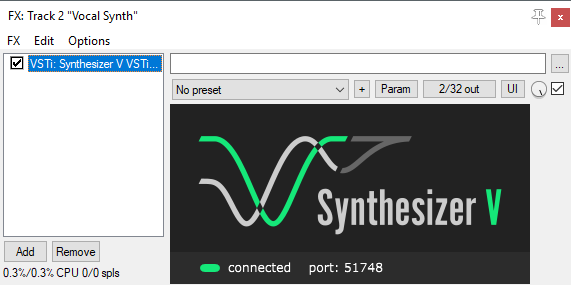 FX: Track 2 "Vocal Synth"
FX Edit Options
VSTi: Synthesizer V VSTi...
...
No preset + Param 2/32 out UI
Synthesizer V
connected port: 51748
Add Remove
0.3%/0.3% CPU 0/0 spls